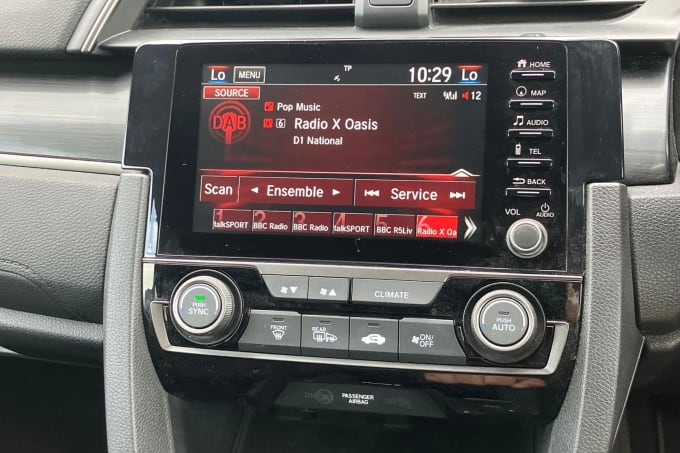 Lo MENU TP 10:29 Lo
SOURCE TEXT 12
DAB
Pop Music
6 Radio X Oasis
D1 National
Scan Ensemble Service
1 talkSPORT 2 BBC Radio 3 BBC Radio 4 talkSPORT 5 BBC R5Liv 6 Radio X Oa
HOME
MAP
AUDIO
TEL
BACK
VOL AUDIO
PUSH SYNC
CLIMATE
PUSH AUTO
FRONT
REAR
ON/OFF
PASSENGER
AIRBAG